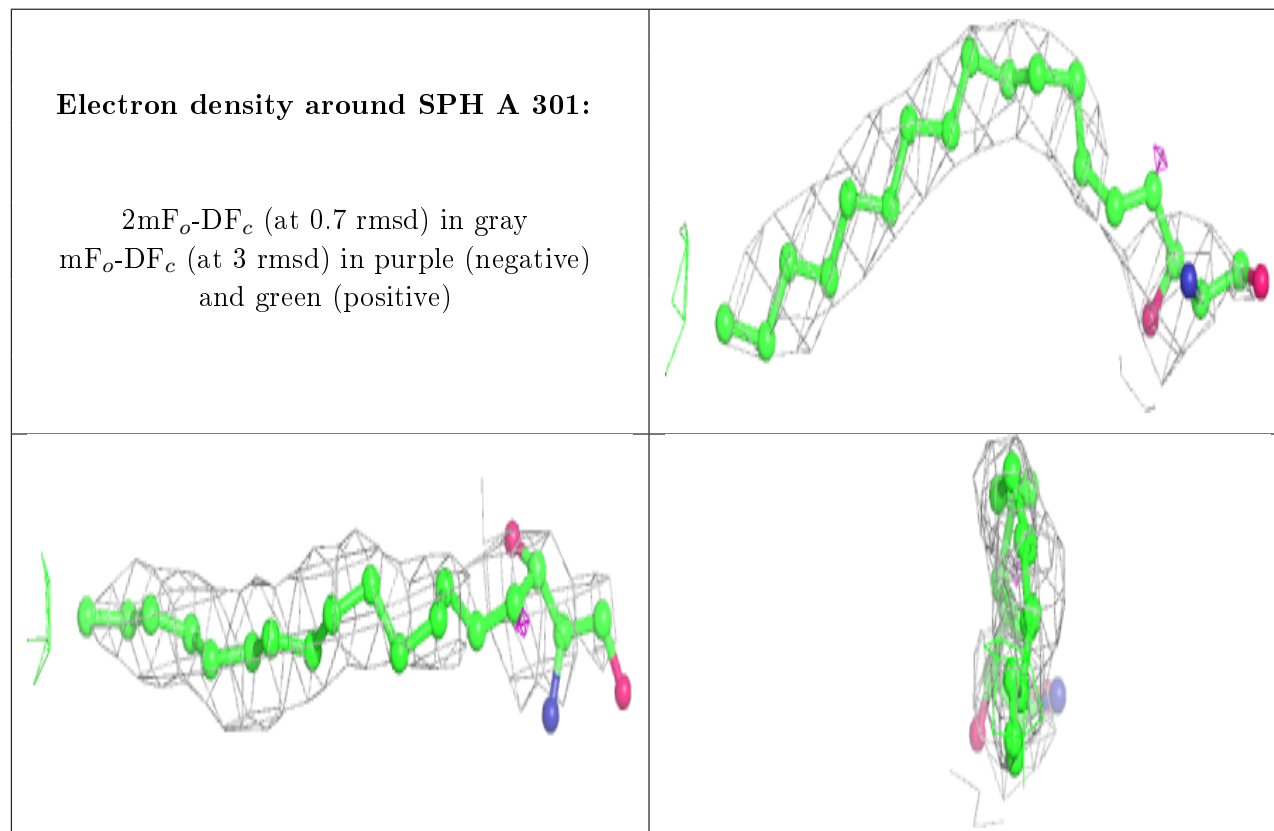 Electron density around SPH A 301:
2mFₒ-DF𝒸 (at 0.7 rmsd) in gray
mFₒ-DF𝒸 (at 3 rmsd) in purple (negative)
and green (positive)